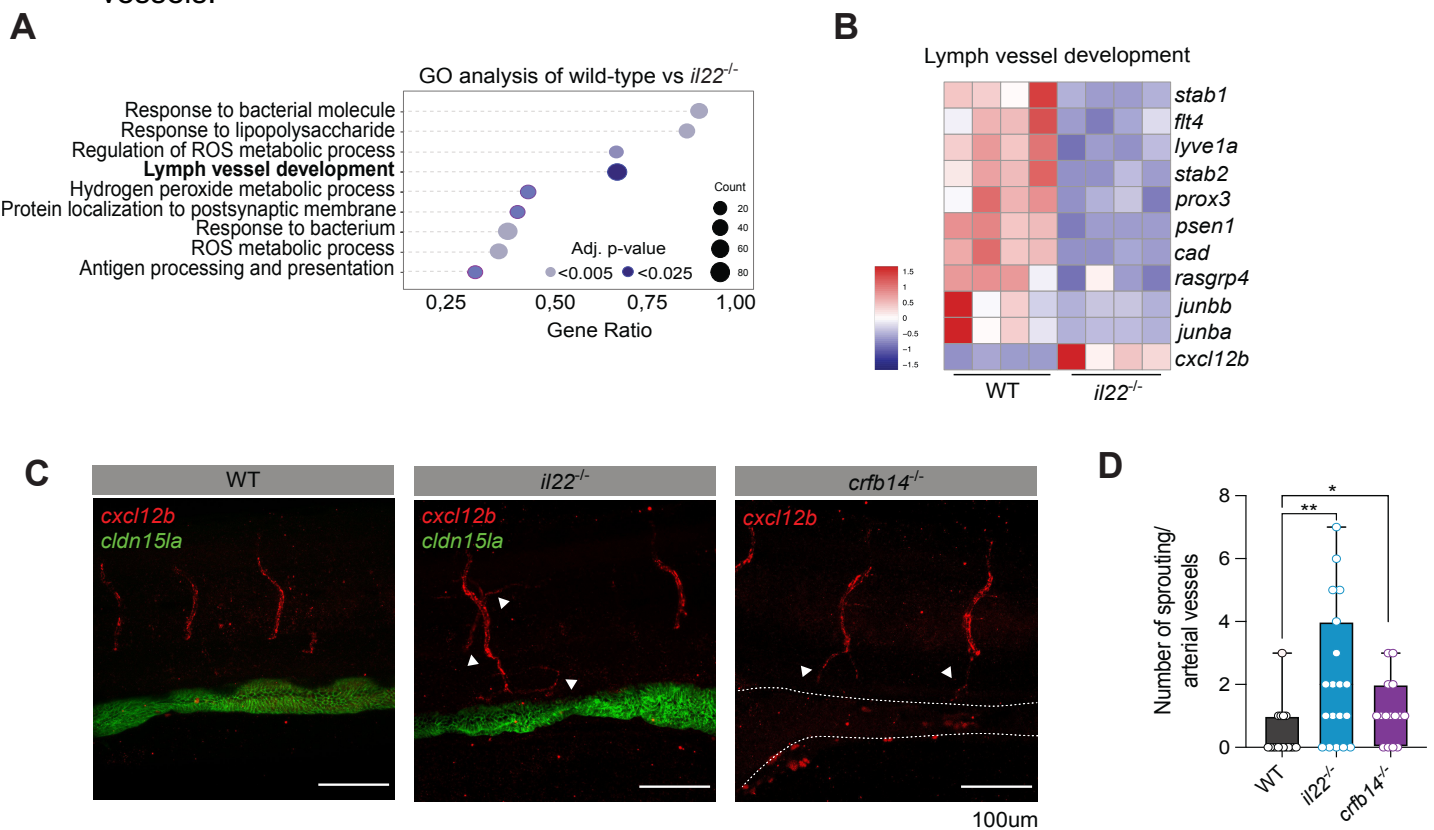 vessels.
A
GO analysis of wild-type vs il22-/-
Response to bacterial molecule
Response to lipopolysaccharide
Regulation of ROS metabolic process
Lymph vessel development
Hydrogen peroxide metabolic process
Protein localization to postsynaptic membrane
Response to bacterium
ROS metabolic process
Antigen processing and presentation
Count
20
40
60
80
Adj. p-value
<0.005
<0.025
0,25
0,50
0,75
1,00
Gene Ratio
B
Lymph vessel development
stab1
flt4
lyve1a
stab2
prox3
psen1
cad
rasgrp4
junbb
junba
cxcl12b
1.5
1
0.5
0
−0.5
−1
−1.5
WT
il22-/-
C
WT
cxcl12b
cldn15la
il22-/-
cxcl12b
cldn15la
crfb14-/-
cxcl12b
100um
D
Number of sprouting/
arterial vessels
8
6
4
2
0
*
**
WT
il22-/-
crfb14-/-